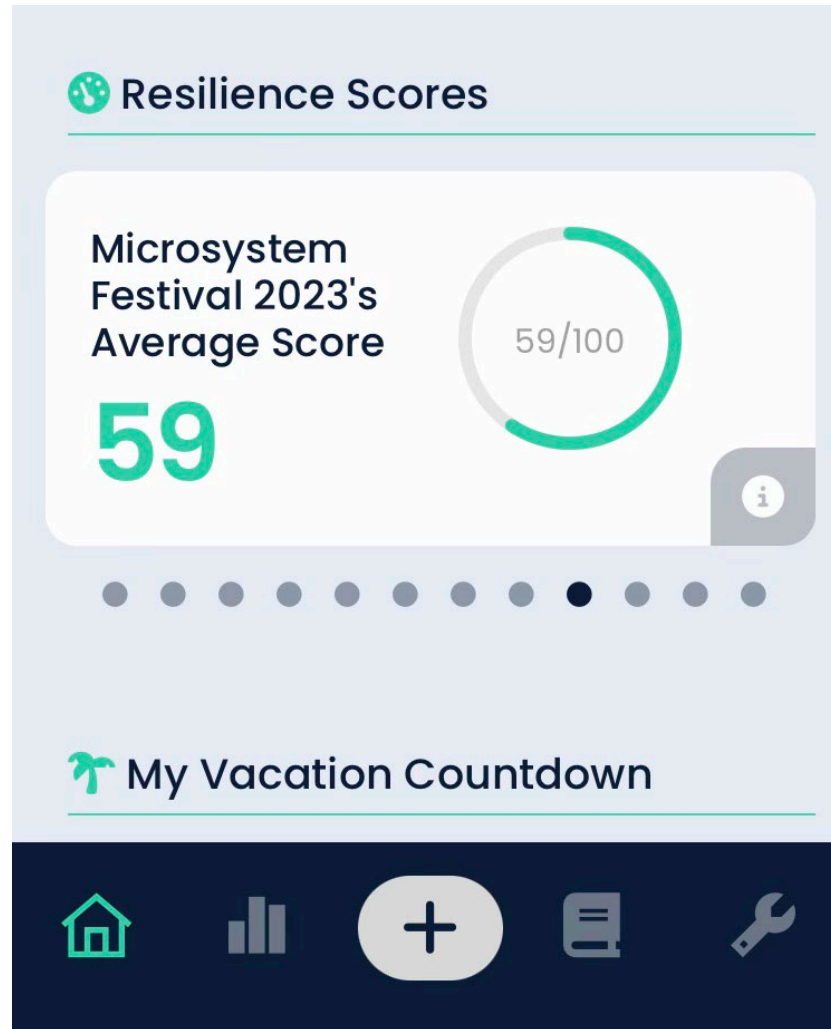 Resilience Scores
Microsystem
Festival 2023's
Average Score
59
59/100
My Vacation Countdown